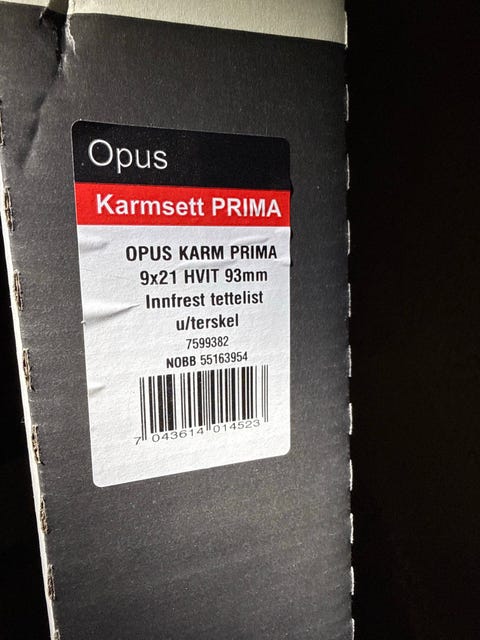 Opus
Karmsett PRIMA
OPUS KARM PRIMA
9x21 HVIT 93mm
Innfrest tettelist
u/terskel
7599382
NOBB 55163954
7 043614 014523